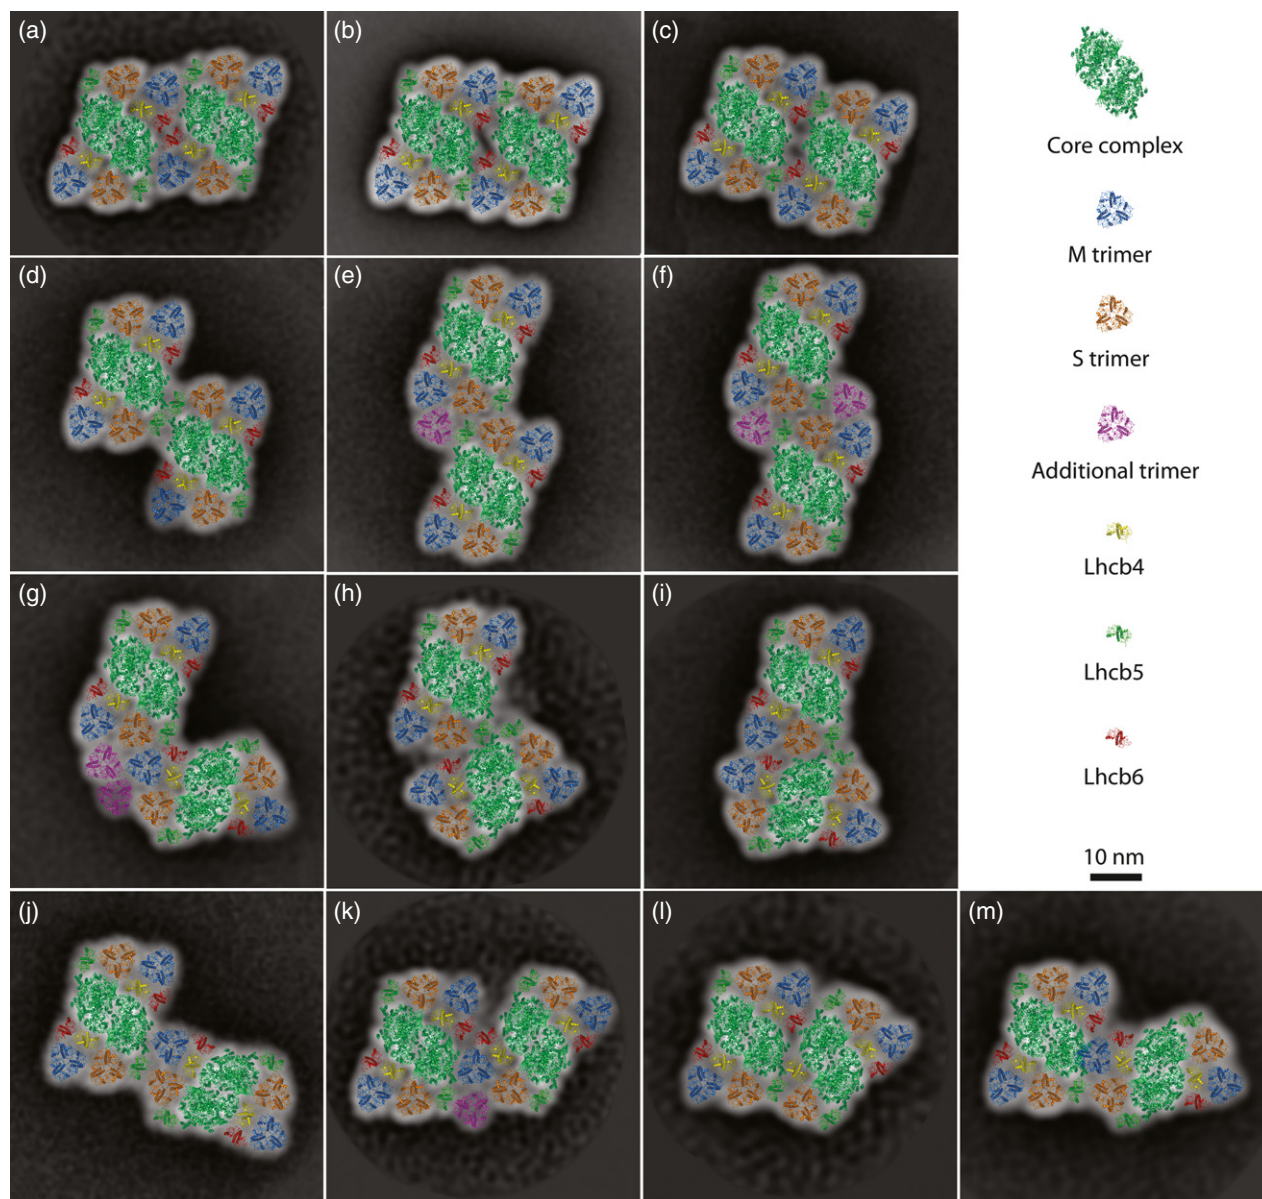 (a)
(b)
(c)
Core complex
M trimer
(d)
(e)
(f)
S trimer
Additional trimer
Lhcb4
(g)
(h)
(i)
Lhcb5
Lhcb6
10 nm
(j)
(k)
(l)
(m)